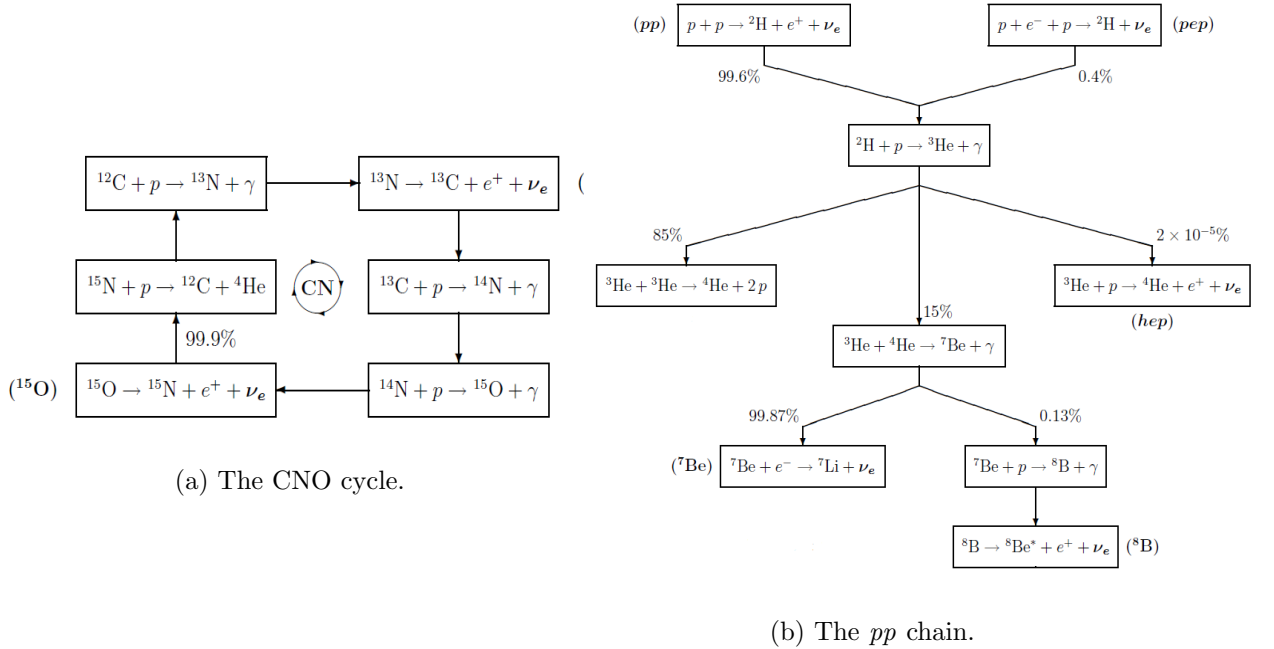 ¹²C + p → ¹³N + γ
¹³N → ¹³C + e⁺ + νₑ (
¹⁵N + p → ¹²C + ⁴He
CN
¹³C + p → ¹⁴N + γ
99.9%
(¹⁵O)
¹⁵O → ¹⁵N + e⁺ + νₑ
¹⁴N + p → ¹⁵O + γ
(a) The CNO cycle.
(pp)
p + p → ²H + e⁺ + νₑ
p + e⁻ + p → ²H + νₑ
(pep)
99.6%
0.4%
²H + p → ³He + γ
85%
2 × 10⁻⁵%
³He + ³He → ⁴He + 2 p
³He + p → ⁴He + e⁺ + νₑ
(hep)
15%
³He + ⁴He → ⁷Be + γ
99.87%
0.13%
(⁷Be)
⁷Be + e⁻ → ⁷Li + νₑ
⁷Be + p → ⁸B + γ
⁸B → ⁸Be* + e⁺ + νₑ
(⁸B)
(b) The pp chain.